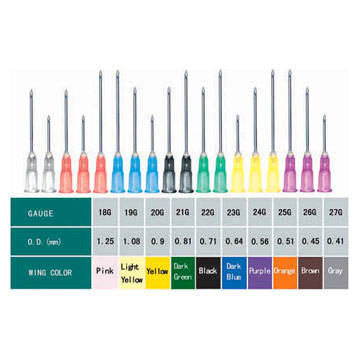 GAUGE 18G 19G 20G 21G 22G 23G 24G 25G 26G 27G
O.D.(mm) 1.25 1.08 0.9 0.81 0.71 0.64 0.56 0.51 0.45 0.41
WING COLOR Pink Light Yellow Yellow Dark Green Black Dark Blue Purple Orange Brown Gray